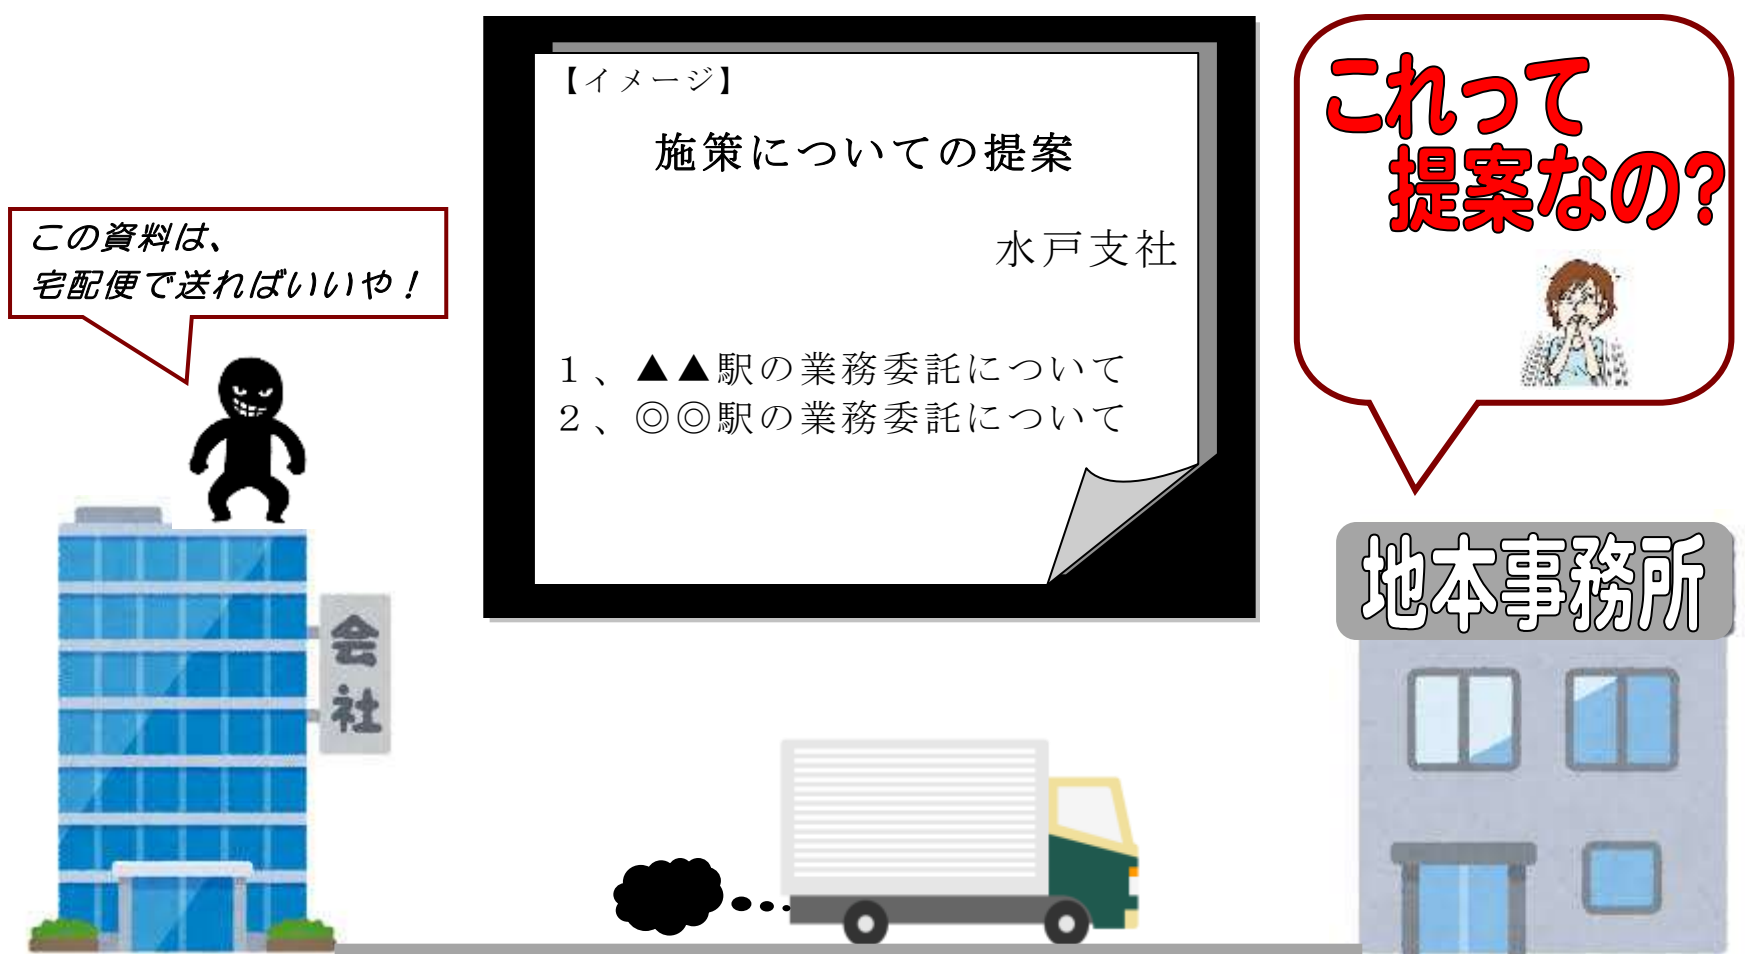 この資料は、
宅配便で送ればいいや！
【イメージ】
施策についての提案
水戸支社
１、▲▲駅の業務委託について
２、◎◎駅の業務委託について
これって
提案なの?
地本事務所
会
社